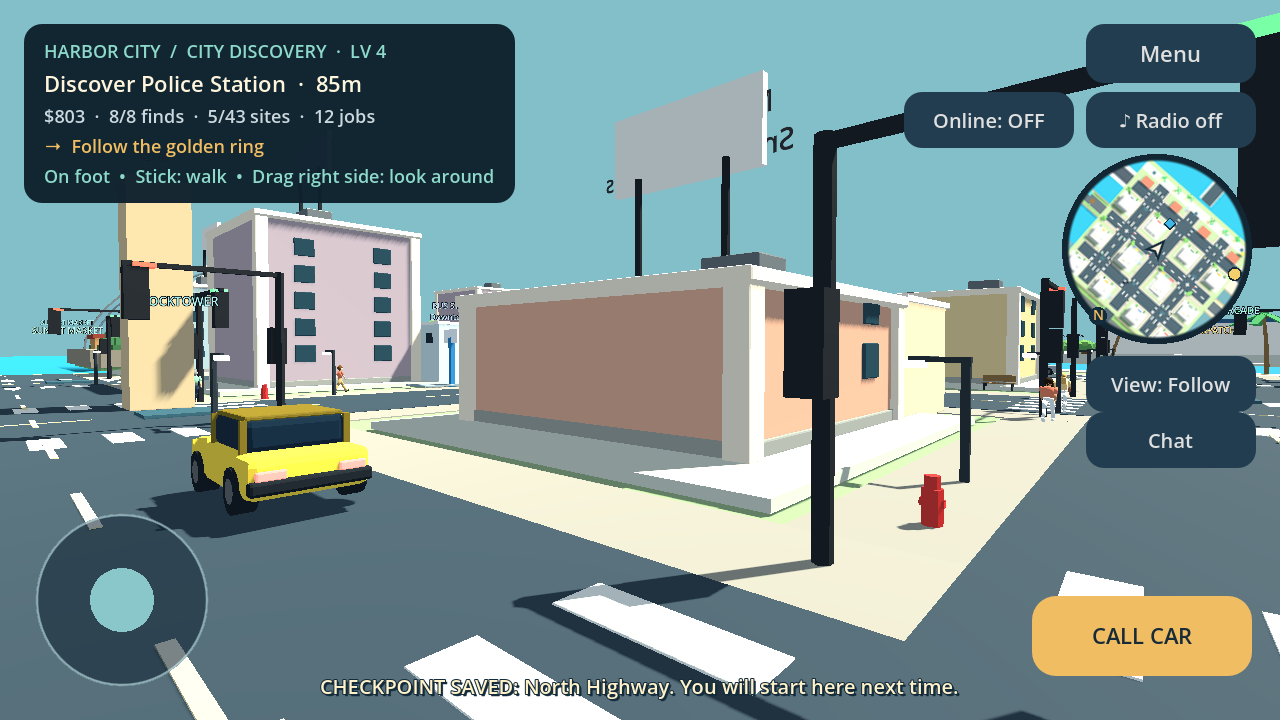 HARBOR CITY / CITY DISCOVERY · LV 4
Discover Police Station · 85m
$803 · 8/8 finds · 5/43 sites · 12 jobs
→ Follow the golden ring
On foot • Stick: walk • Drag right side: look around
Menu
Online: OFF
♪ Radio off
N
View: Follow
Chat
OCKTOWER
CALL CAR
CHECKPOINT SAVED: North Highway. You will start here next time.